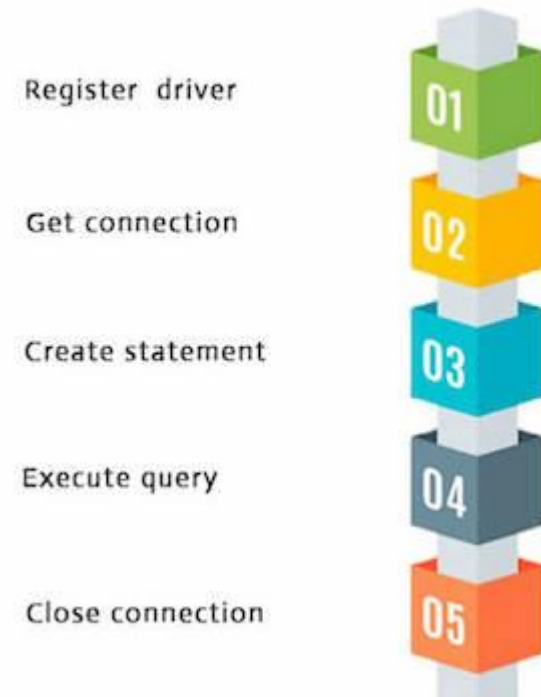 Register driver
01
Get connection
02
Create statement
03
Execute query
04
Close connection
05